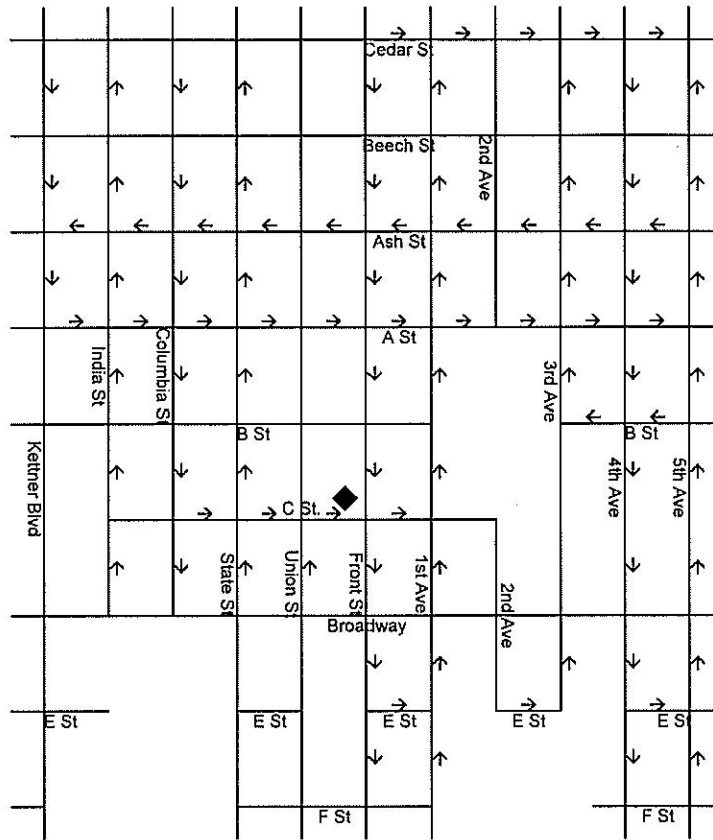 Cedar St
Beech St
2nd Ave
Ash St
A St
India St
Columbia St
3rd Ave
B St
B St
Kettner Blvd
4th Ave
5th Ave
C St.
State St
Union St
Front St
1st Ave
2nd Ave
Broadway
E St
E St
E St
E St
E St
F St
F St